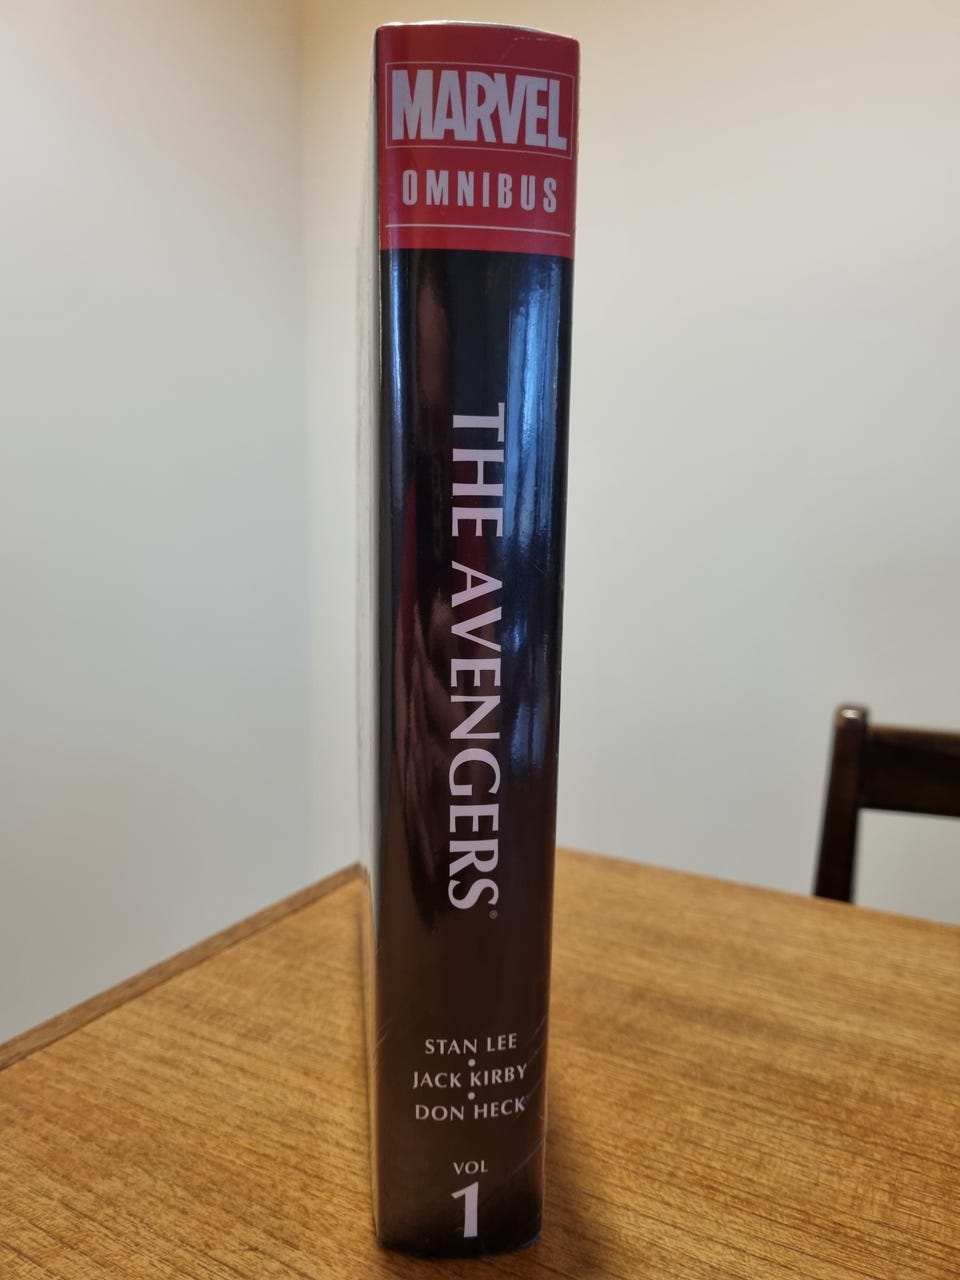 MARVEL
OMNIBUS
THE AVENGERS®
STAN LEE
•
JACK KIRBY
•
DON HECK
VOL
1